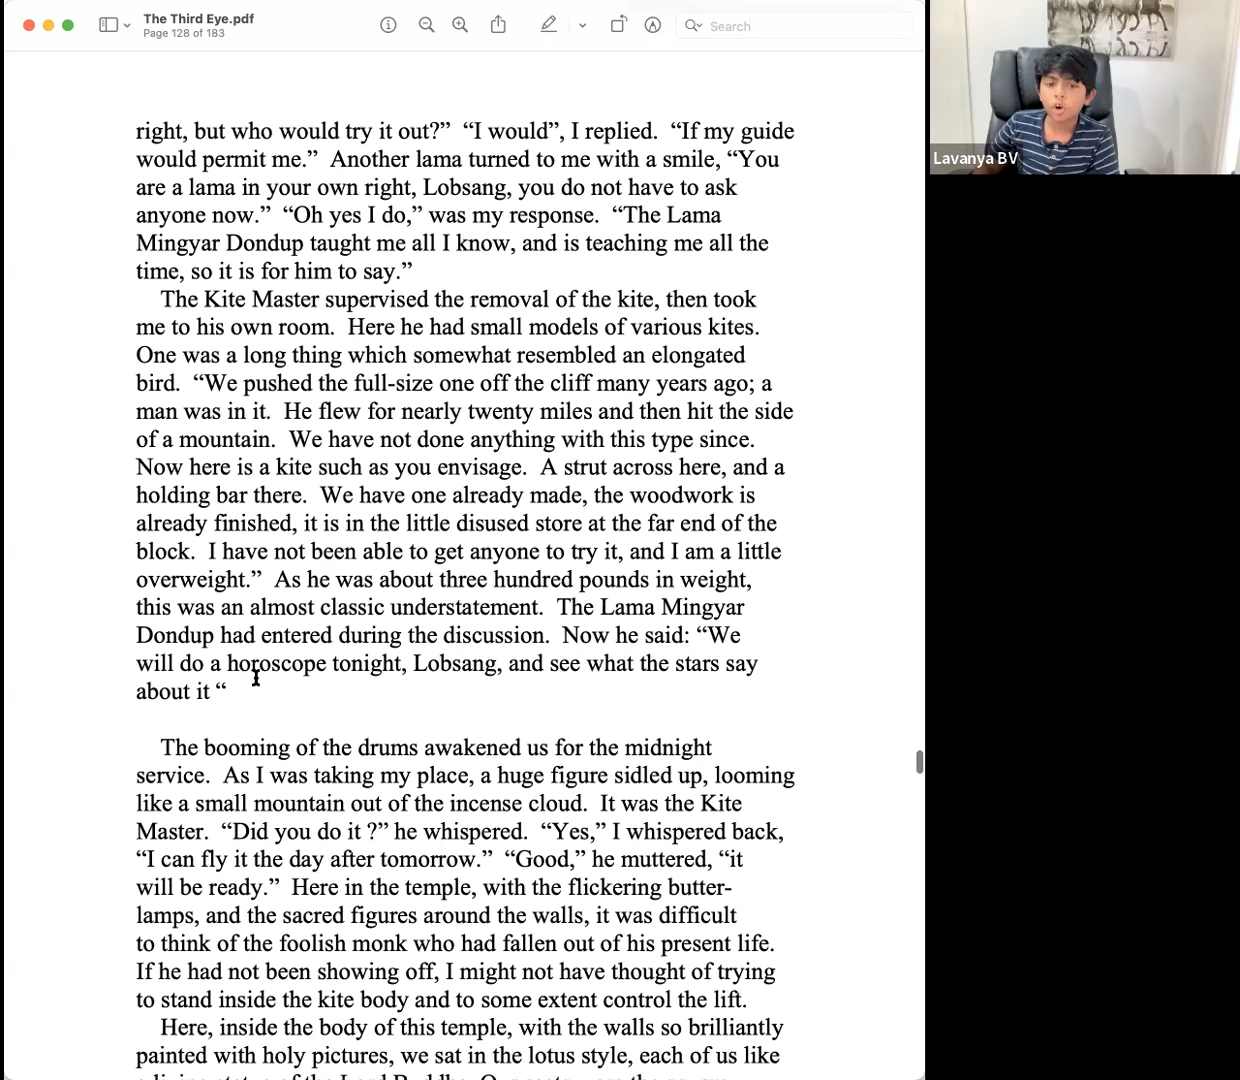 The Third Eye.pdf
Page 128 of 183
Search
Lavanya BV
right, but who would try it out?” “I would”, I replied. “If my guide
would permit me.” Another lama turned to me with a smile, “You
are a lama in your own right, Lobsang, you do not have to ask
anyone now.” “Oh yes I do,” was my response. “The Lama
Mingyar Dondup taught me all I know, and is teaching me all the
time, so it is for him to say.”
The Kite Master supervised the removal of the kite, then took
me to his own room. Here he had small models of various kites.
One was a long thing which somewhat resembled an elongated
bird. “We pushed the full-size one off the cliff many years ago; a
man was in it. He flew for nearly twenty miles and then hit the side
of a mountain. We have not done anything with this type since.
Now here is a kite such as you envisage. A strut across here, and a
holding bar there. We have one already made, the woodwork is
already finished, it is in the little disused store at the far end of the
block. I have not been able to get anyone to try it, and I am a little
overweight.” As he was about three hundred pounds in weight,
this was an almost classic understatement. The Lama Mingyar
Dondup had entered during the discussion. Now he said: “We
will do a horoscope tonight, Lobsang, and see what the stars say
about it “
The booming of the drums awakened us for the midnight
service. As I was taking my place, a huge figure sidled up, looming
like a small mountain out of the incense cloud. It was the Kite
Master. “Did you do it ?” he whispered. “Yes,” I whispered back,
“I can fly it the day after tomorrow.” “Good,” he muttered, “it
will be ready.” Here in the temple, with the flickering butter-
lamps, and the sacred figures around the walls, it was difficult
to think of the foolish monk who had fallen out of his present life.
If he had not been showing off, I might not have thought of trying
to stand inside the kite body and to some extent control the lift.
Here, inside the body of this temple, with the walls so brilliantly
painted with holy pictures, we sat in the lotus style, each of us like